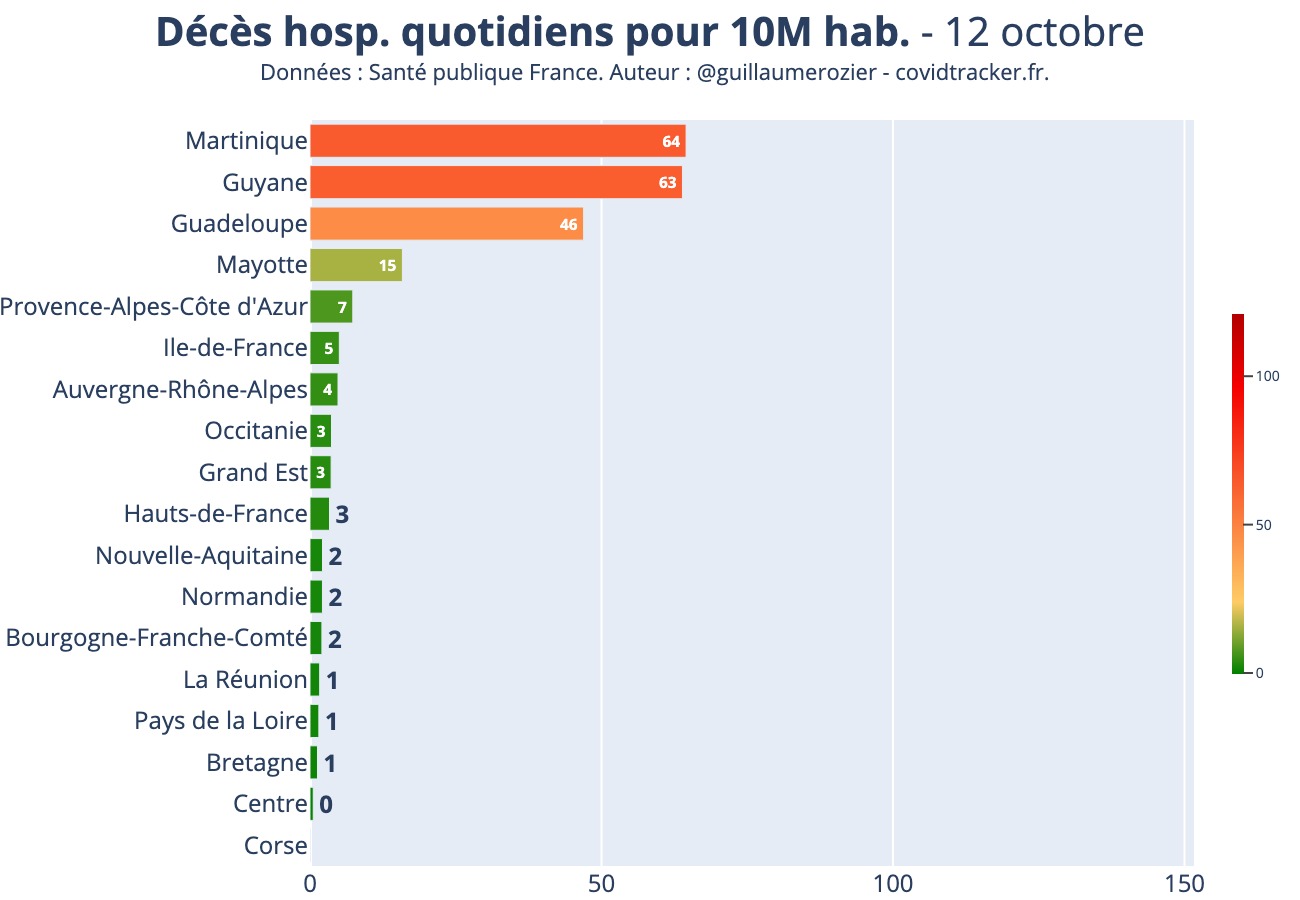 Décès hosp. quotidiens pour 10M hab. - 12 octobre
Données : Santé publique France. Auteur : @guillaumerozier - covidtracker.fr.
Martinique 64
Guyane 63
Guadeloupe 46
Mayotte 15
Provence-Alpes-Côte d'Azur 7
Ile-de-France 5
Auvergne-Rhône-Alpes 4
Occitanie 3
Grand Est 3
Hauts-de-France 3
Nouvelle-Aquitaine 2
Normandie 2
Bourgogne-Franche-Comté 2
La Réunion 1
Pays de la Loire 1
Bretagne 1
Centre 0
Corse
0 50 100 150
100
50
0